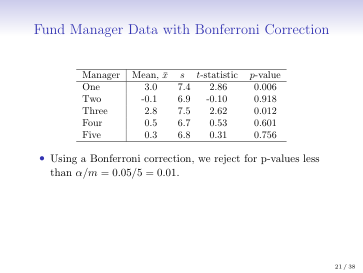 Fund Manager Data with Bonferroni Correction
Manager Mean, x̄ s t-statistic p-value
One 3.0 7.4 2.86 0.006
Two -0.1 6.9 -0.10 0.918
Three 2.8 7.5 2.62 0.012
Four 0.5 6.7 0.53 0.601
Five 0.3 6.8 0.31 0.756
• Using a Bonferroni correction, we reject for p-values less
than α/m = 0.05/5 = 0.01.
21 / 38